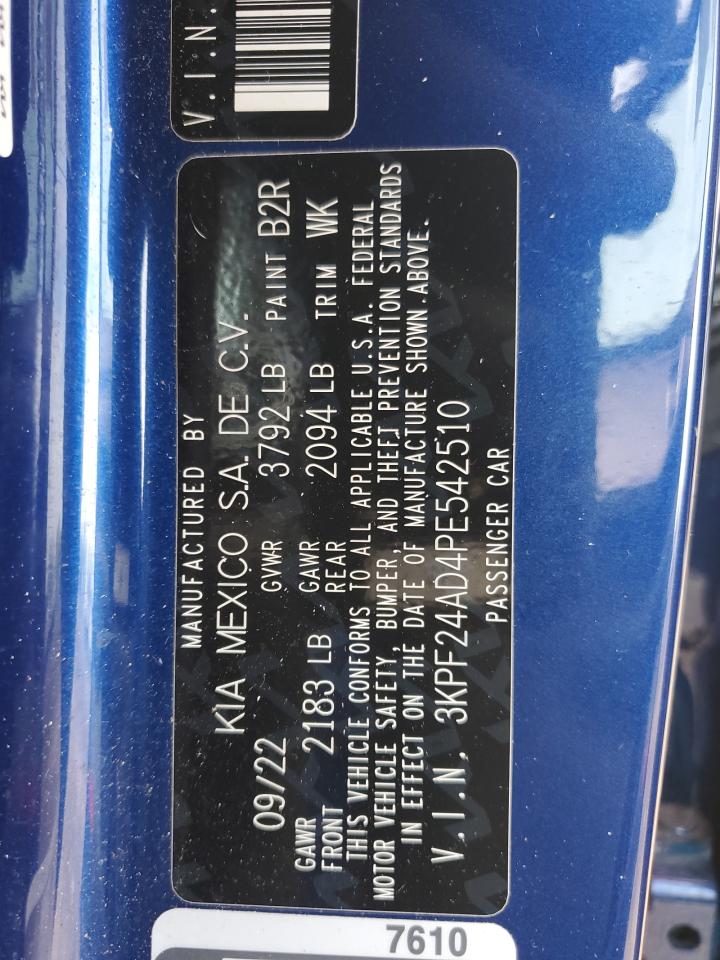 V.I.N.
MANUFACTURED BY
KIA MEXICO S.A. DE C.V.
09/22 GVWR 3792 LB PAINT B2R
GAWR FRONT 2183 LB GAWR REAR 2094 LB TRIM WK
THIS VEHICLE CONFORMS TO ALL APPLICABLE U.S.A. FEDERAL
MOTOR VEHICLE SAFETY, BUMPER, AND THEFT PREVENTION STANDARDS
IN EFFECT ON THE DATE OF MANUFACTURE SHOWN ABOVE.
V.I.N. 3KPF24AD4PE542510
PASSENGER CAR
7610